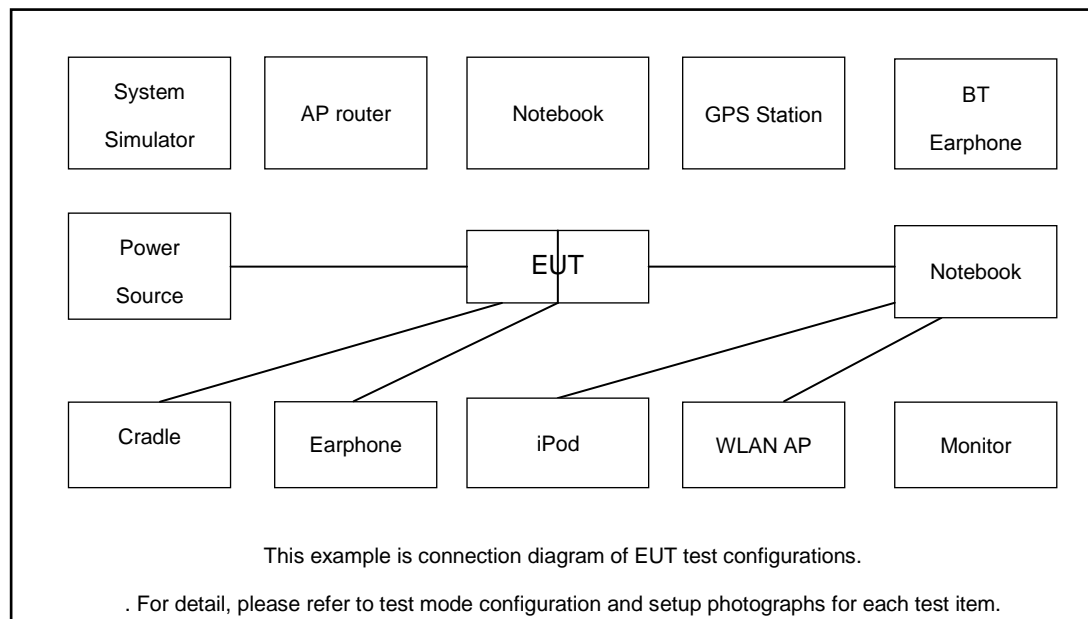 System
Simulator
AP router
Notebook
GPS Station
BT
Earphone
Power
Source
EUT
Notebook
Cradle
Earphone
iPod
WLAN AP
Monitor
This example is connection diagram of EUT test configurations.
. For detail, please refer to test mode configuration and setup photographs for each test item.